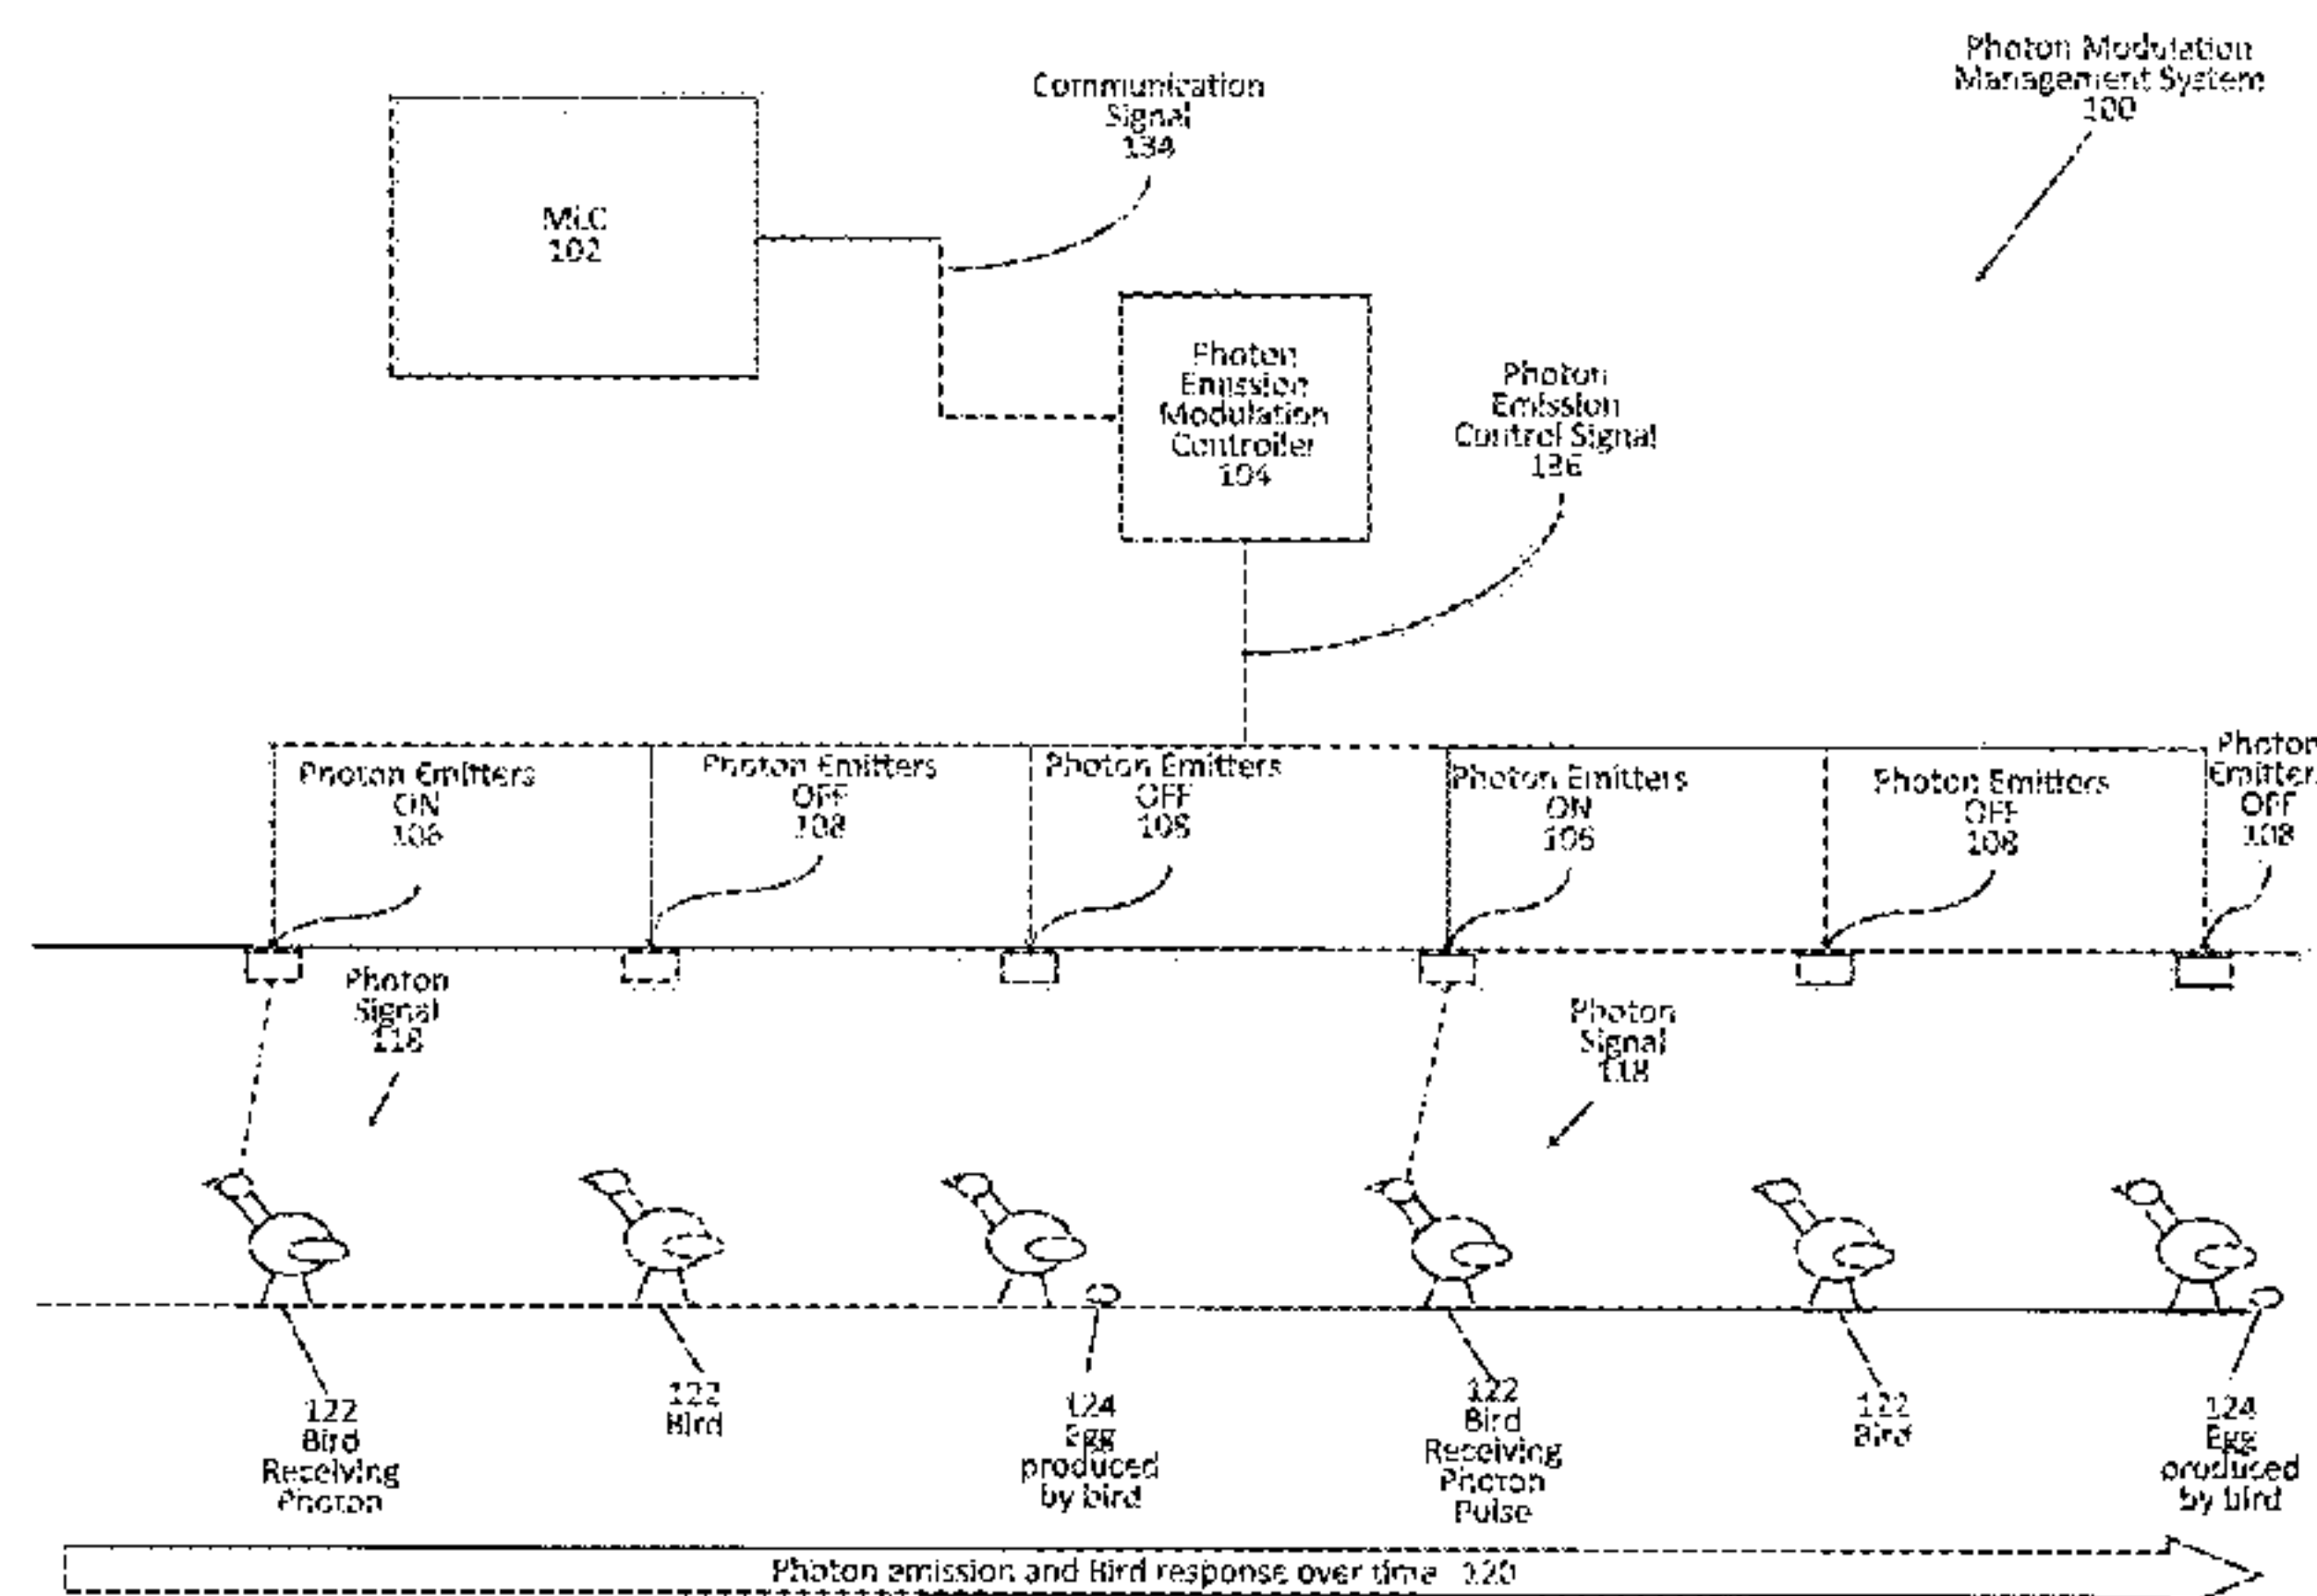 Photon Modulation
Management System
100
Communication
Signal
134
MLC
102
Photon
Emission
Modulation
Controller
104
Photon
Emission
Control Signal
136
Photon Emitters
ON
106
Photon Emitters
OFF
108
Photon Emitters
OFF
108
Photon Emitters
ON
106
Photon Emitters
OFF
108
Photon
Emitters
OFF
108
Photon
Signal
118
Photon
Signal
118
122
Bird
Receiving
Photon
122
Bird
124
Egg
produced
by bird
122
Bird
Receiving
Photon
Pulse
122
Bird
124
Egg
produced
by bird
Photon emission and Bird response over time 120